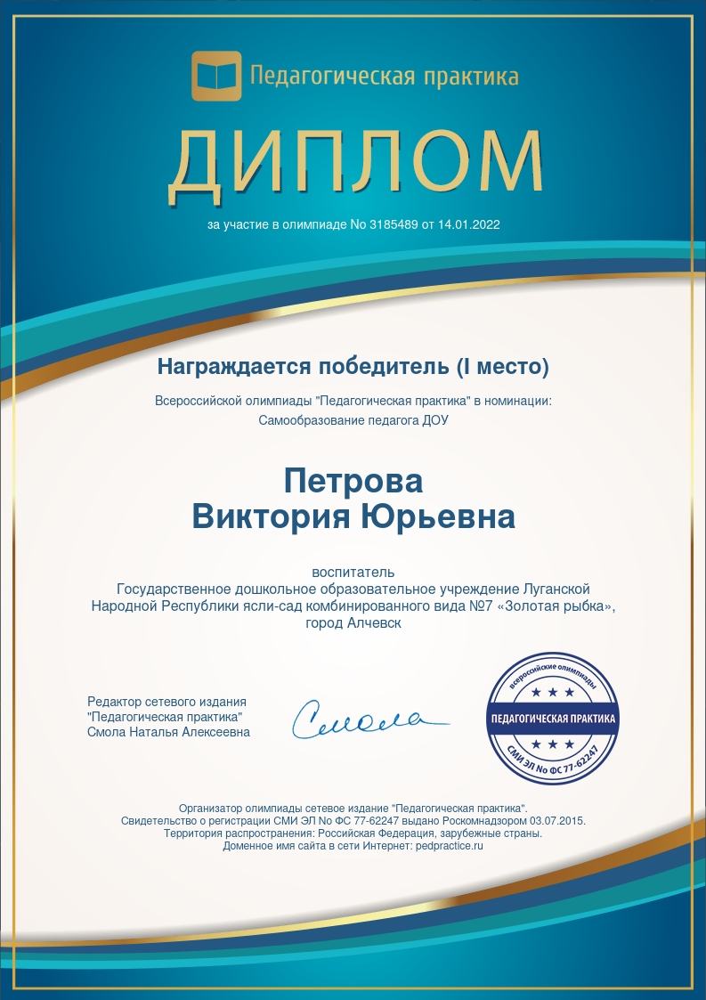 Педагогическая практика
ДИПЛОМ
за участие в олимпиаде No 3185489 от 14.01.2022
Награждается победитель (I место)
Всероссийской олимпиады "Педагогическая практика" в номинации:
Самообразование педагога ДОУ
Петрова
Виктория Юрьевна
воспитатель
Государственное дошкольное образовательное учреждение Луганской
Народной Республики ясли-сад комбинированного вида №7 «Золотая рыбка»,
город Алчевск
Редактор сетевого издания
"Педагогическая практика"
Смола Наталья Алексеевна
Смола
всероссийские олимпиады
ПЕДАГОГИЧЕСКАЯ ПРАКТИКА
СМИ ЭЛ No ФС 77-62247
Организатор олимпиады сетевое издание "Педагогическая практика".
Свидетельство о регистрации СМИ ЭЛ No ФС 77-62247 выдано Роскомнадзором 03.07.2015.
Территория распространения: Российская Федерация, зарубежные страны.
Доменное имя сайта в сети Интернет: pedpractice.ru